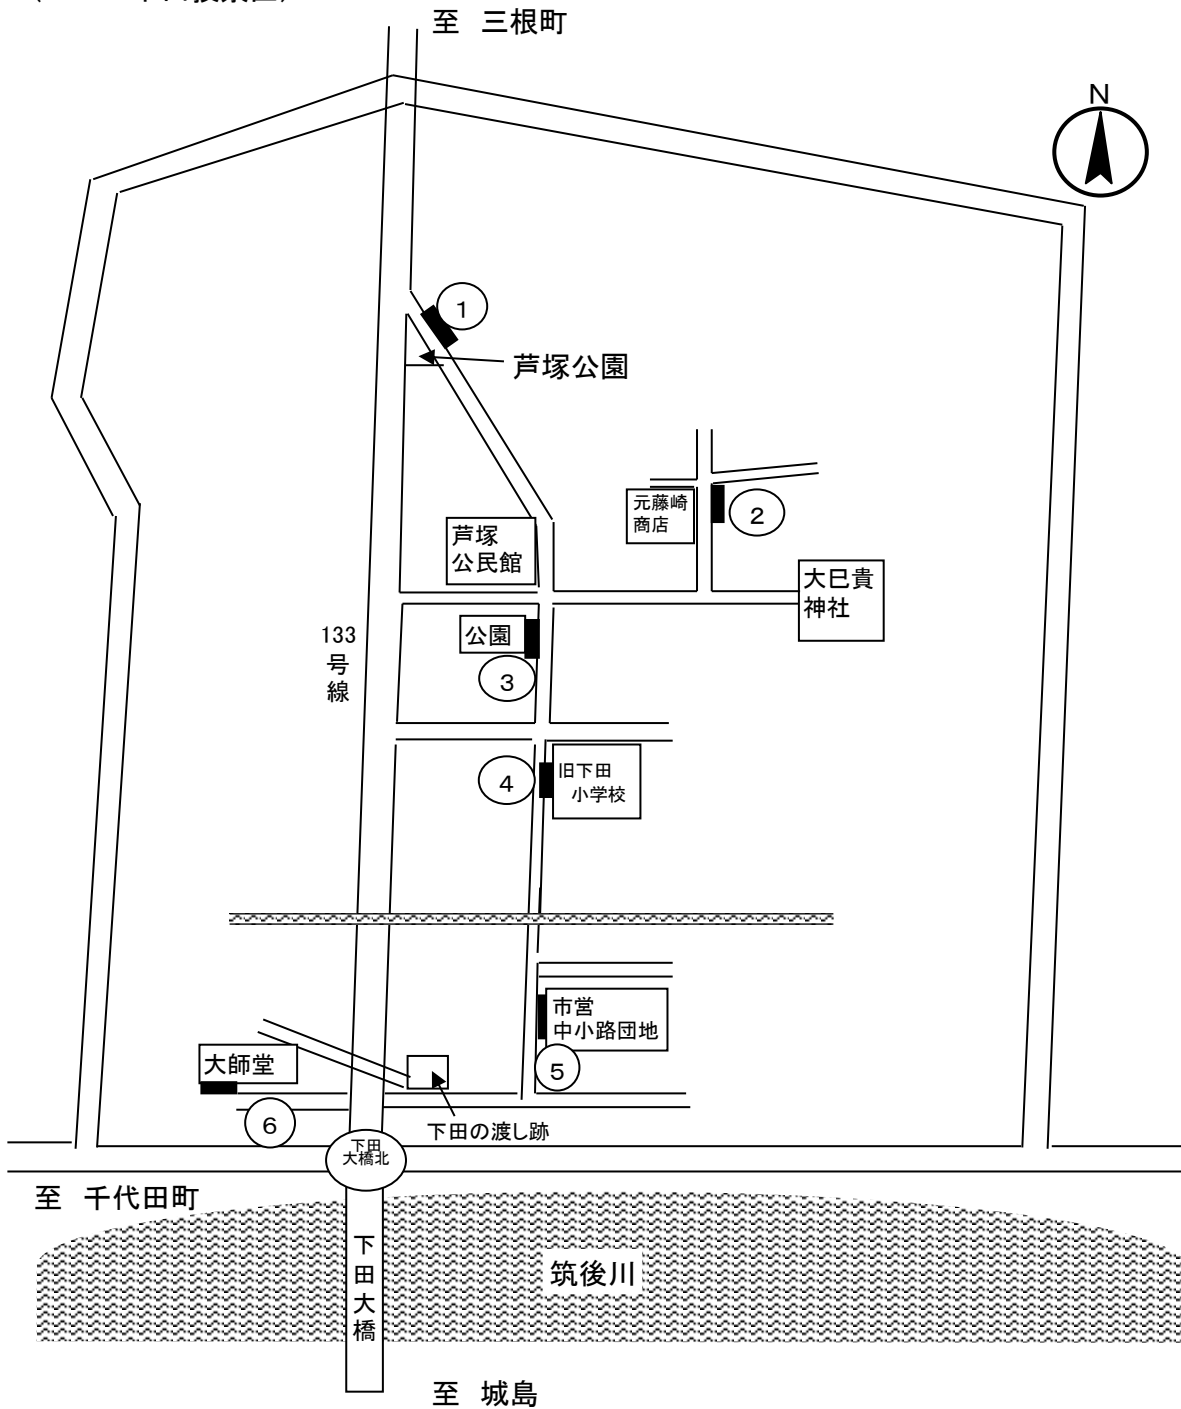 至 三根町
N
1
芦塚公園
元藤崎
商店
2
芦塚
公民館
大巳貴
神社
133
号
線
公園
3
4
旧下田
小学校
市営
中小路団地
5
大師堂
6
下田の渡し跡
下田
大橋北
至 千代田町
下
田
大
橋
筑後川
至 城島